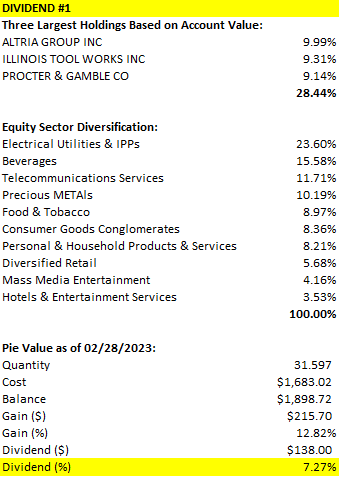 DIVIDEND #1
Three Largest Holdings Based on Account Value:
ALTRIA GROUP INC 9.99%
ILLINOIS TOOL WORKS INC 9.31%
PROCTER & GAMBLE CO 9.14%
28.44%
Equity Sector Diversification:
Electrical Utilities & IPPs 23.60%
Beverages 15.58%
Telecommunications Services 11.71%
Precious METAls 10.19%
Food & Tobacco 8.97%
Consumer Goods Conglomerates 8.36%
Personal & Household Products & Services 8.21%
Diversified Retail 5.68%
Mass Media Entertainment 4.16%
Hotels & Entertainment Services 3.53%
100.00%
Pie Value as of 02/28/2023:
Quantity 31.597
Cost $1,683.02
Balance $1,898.72
Gain ($) $215.70
Gain (%) 12.82%
Dividend ($) $138.00
Dividend (%) 7.27%